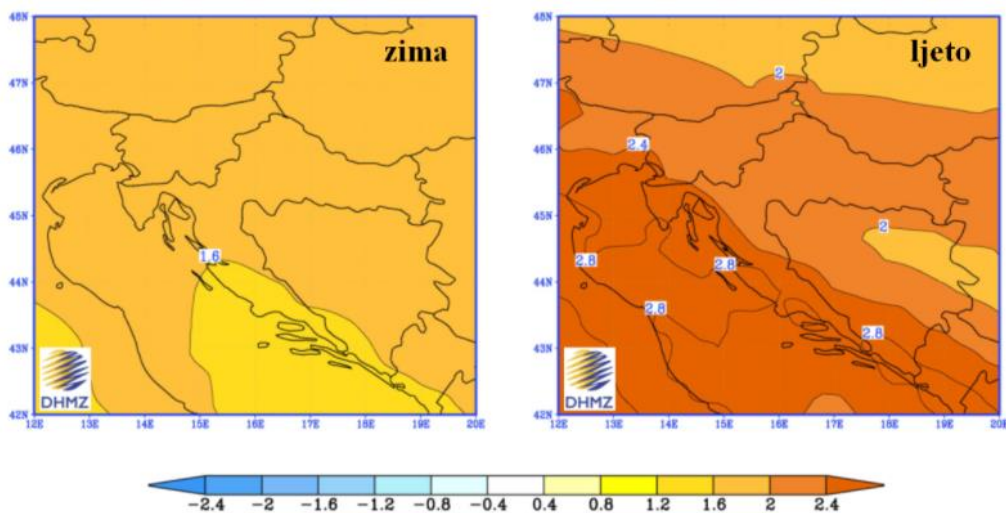 zima
ljeto
48N
47N
46N
45N
44N
43N
42N
1.6
DHMZ
12E 13E 14E 15E 16E 17E 18E 19E 20E
48N
47N
46N
45N
44N
43N
42N
2
2.4
2
2.8
2.8
2.8
2.8
DHMZ
12E 13E 14E 15E 16E 17E 18E 19E 20E
-2.4 -2 -1.6 -1.2 -0.8 -0.4 0.4 0.8 1.2 1.6 2 2.4